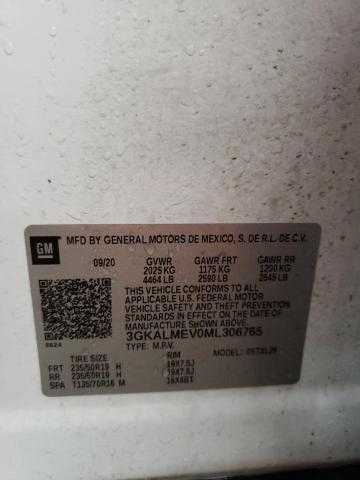 GM MFD BY GENERAL MOTORS DE MEXICO, S. DE R.L. DE C.V.
09/20 GVWR GAWR FRT GAWR RR
2025 KG 1175 KG 1200 KG
4464 LB 2590 LB 2645 LB
THIS VEHICLE CONFORMS TO ALL
APPLICABLE U.S. FEDERAL MOTOR
VEHICLE SAFETY AND
STANDARDS IN EFFECT ON THE DATE OF
MANUFACTURE SHOWN ABOVE.
3GKALMEV0ML306765
8624 TYPE: M.P.V. MODEL: 6STXL26
TIRE SIZE RIM
FRT 235/50R19 H 19X7.5J
RR 235/50R19 H 19X7.5J
SPA T135/70R16 M 16X4BT